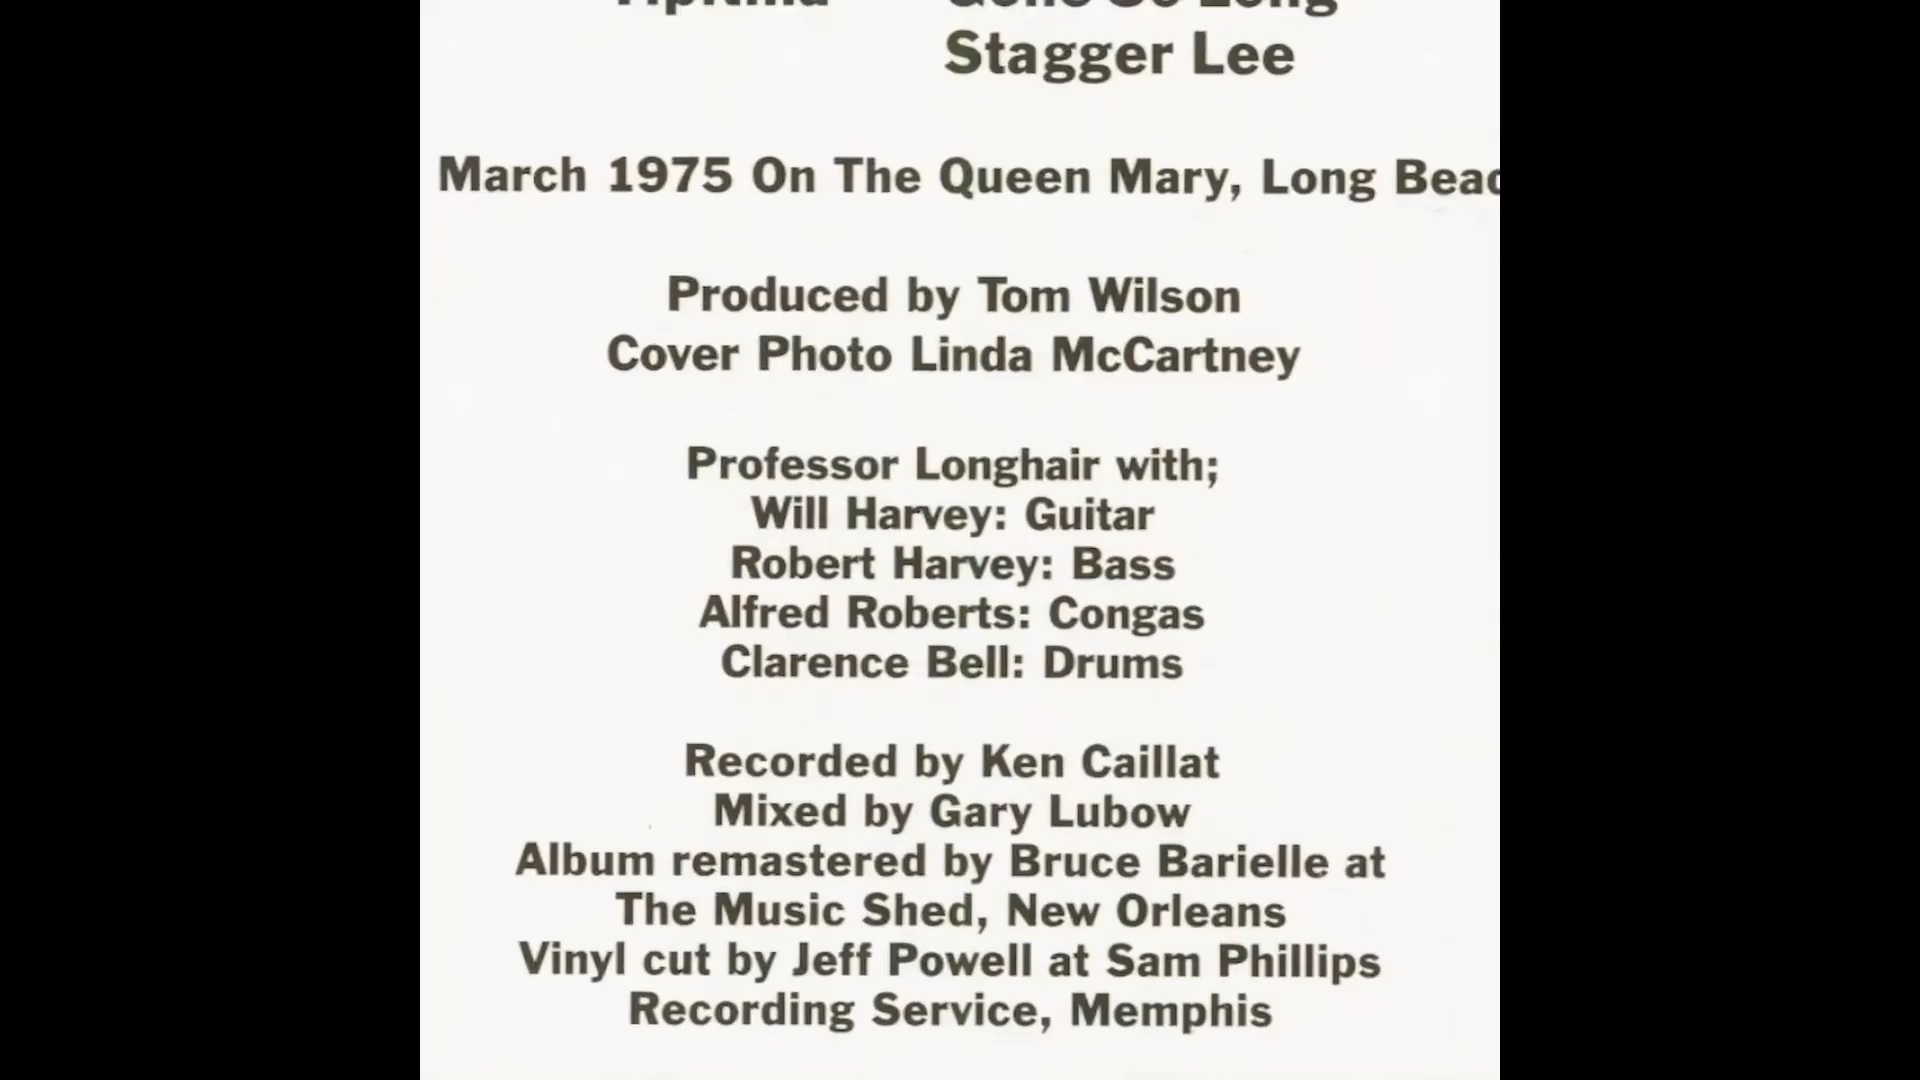 Stagger Lee
March 1975 On The Queen Mary, Long
Produced by Tom Wilson
Cover Photo Linda McCartney
Professor Longhair with;
Will Harvey: Guitar
Robert Harvey: Bass
Alfred Roberts: Congas
Clarence Bell: Drums
Recorded by Ken Caillat
Mixed by Gary Lubow
Album remastered by Bruce Barielle at
The Music Shed, New Orleans
Vinyl cut by Jeff Powell at Sam Phillips
Recording Service, Memphis